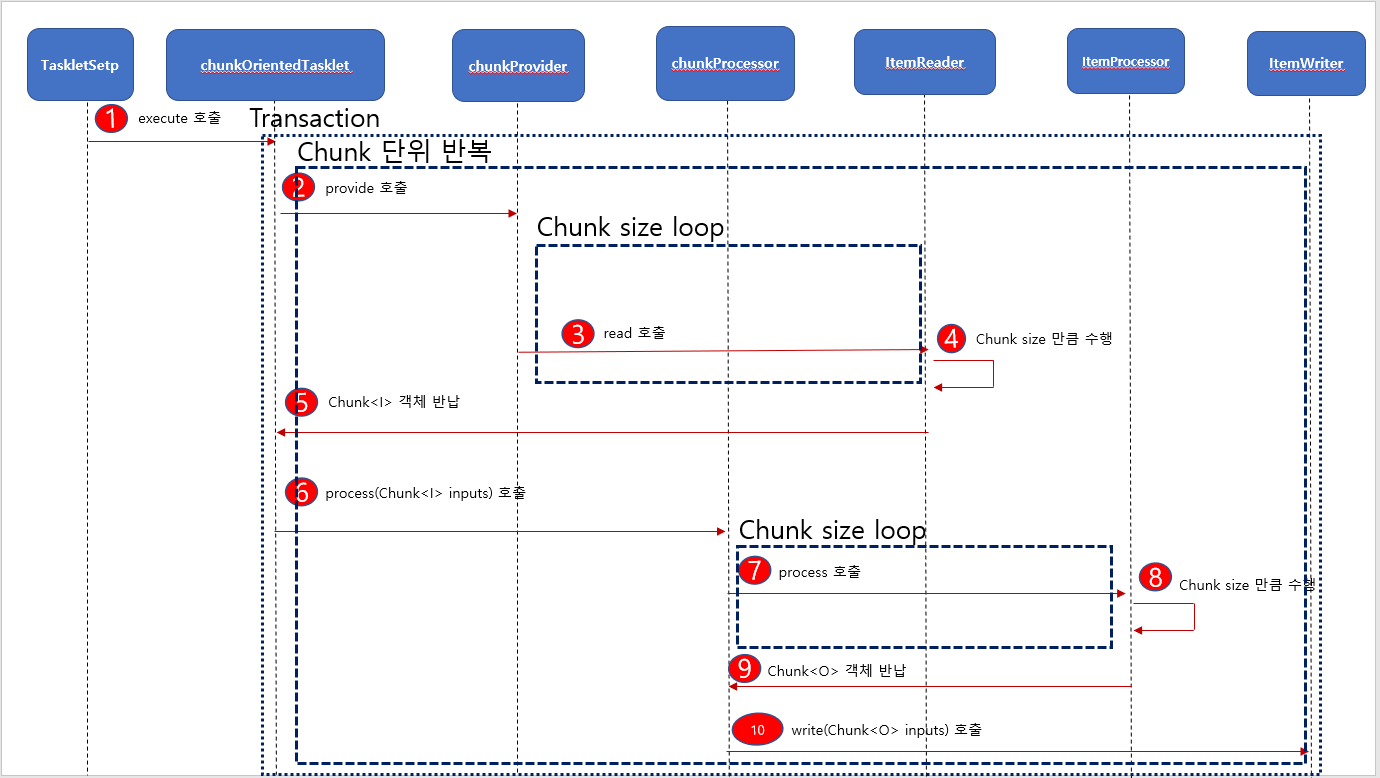 TaskletSetp
chunkOrientedTasklet
chunkProvider
chunkProcessor
ItemReader
ItemProcessor
ItemWriter
1 execute 호출
Transaction
Chunk 단위 반복
2 provide 호출
Chunk size loop
3 read 호출
4 Chunk size 만큼 수행
5 Chunk<I> 객체 반납
6 process(Chunk<I> inputs) 호출
Chunk size loop
7 process 호출
8 Chunk size 만큼 수행
9 Chunk<O> 객체 반납
10 write(Chunk<O> inputs) 호출